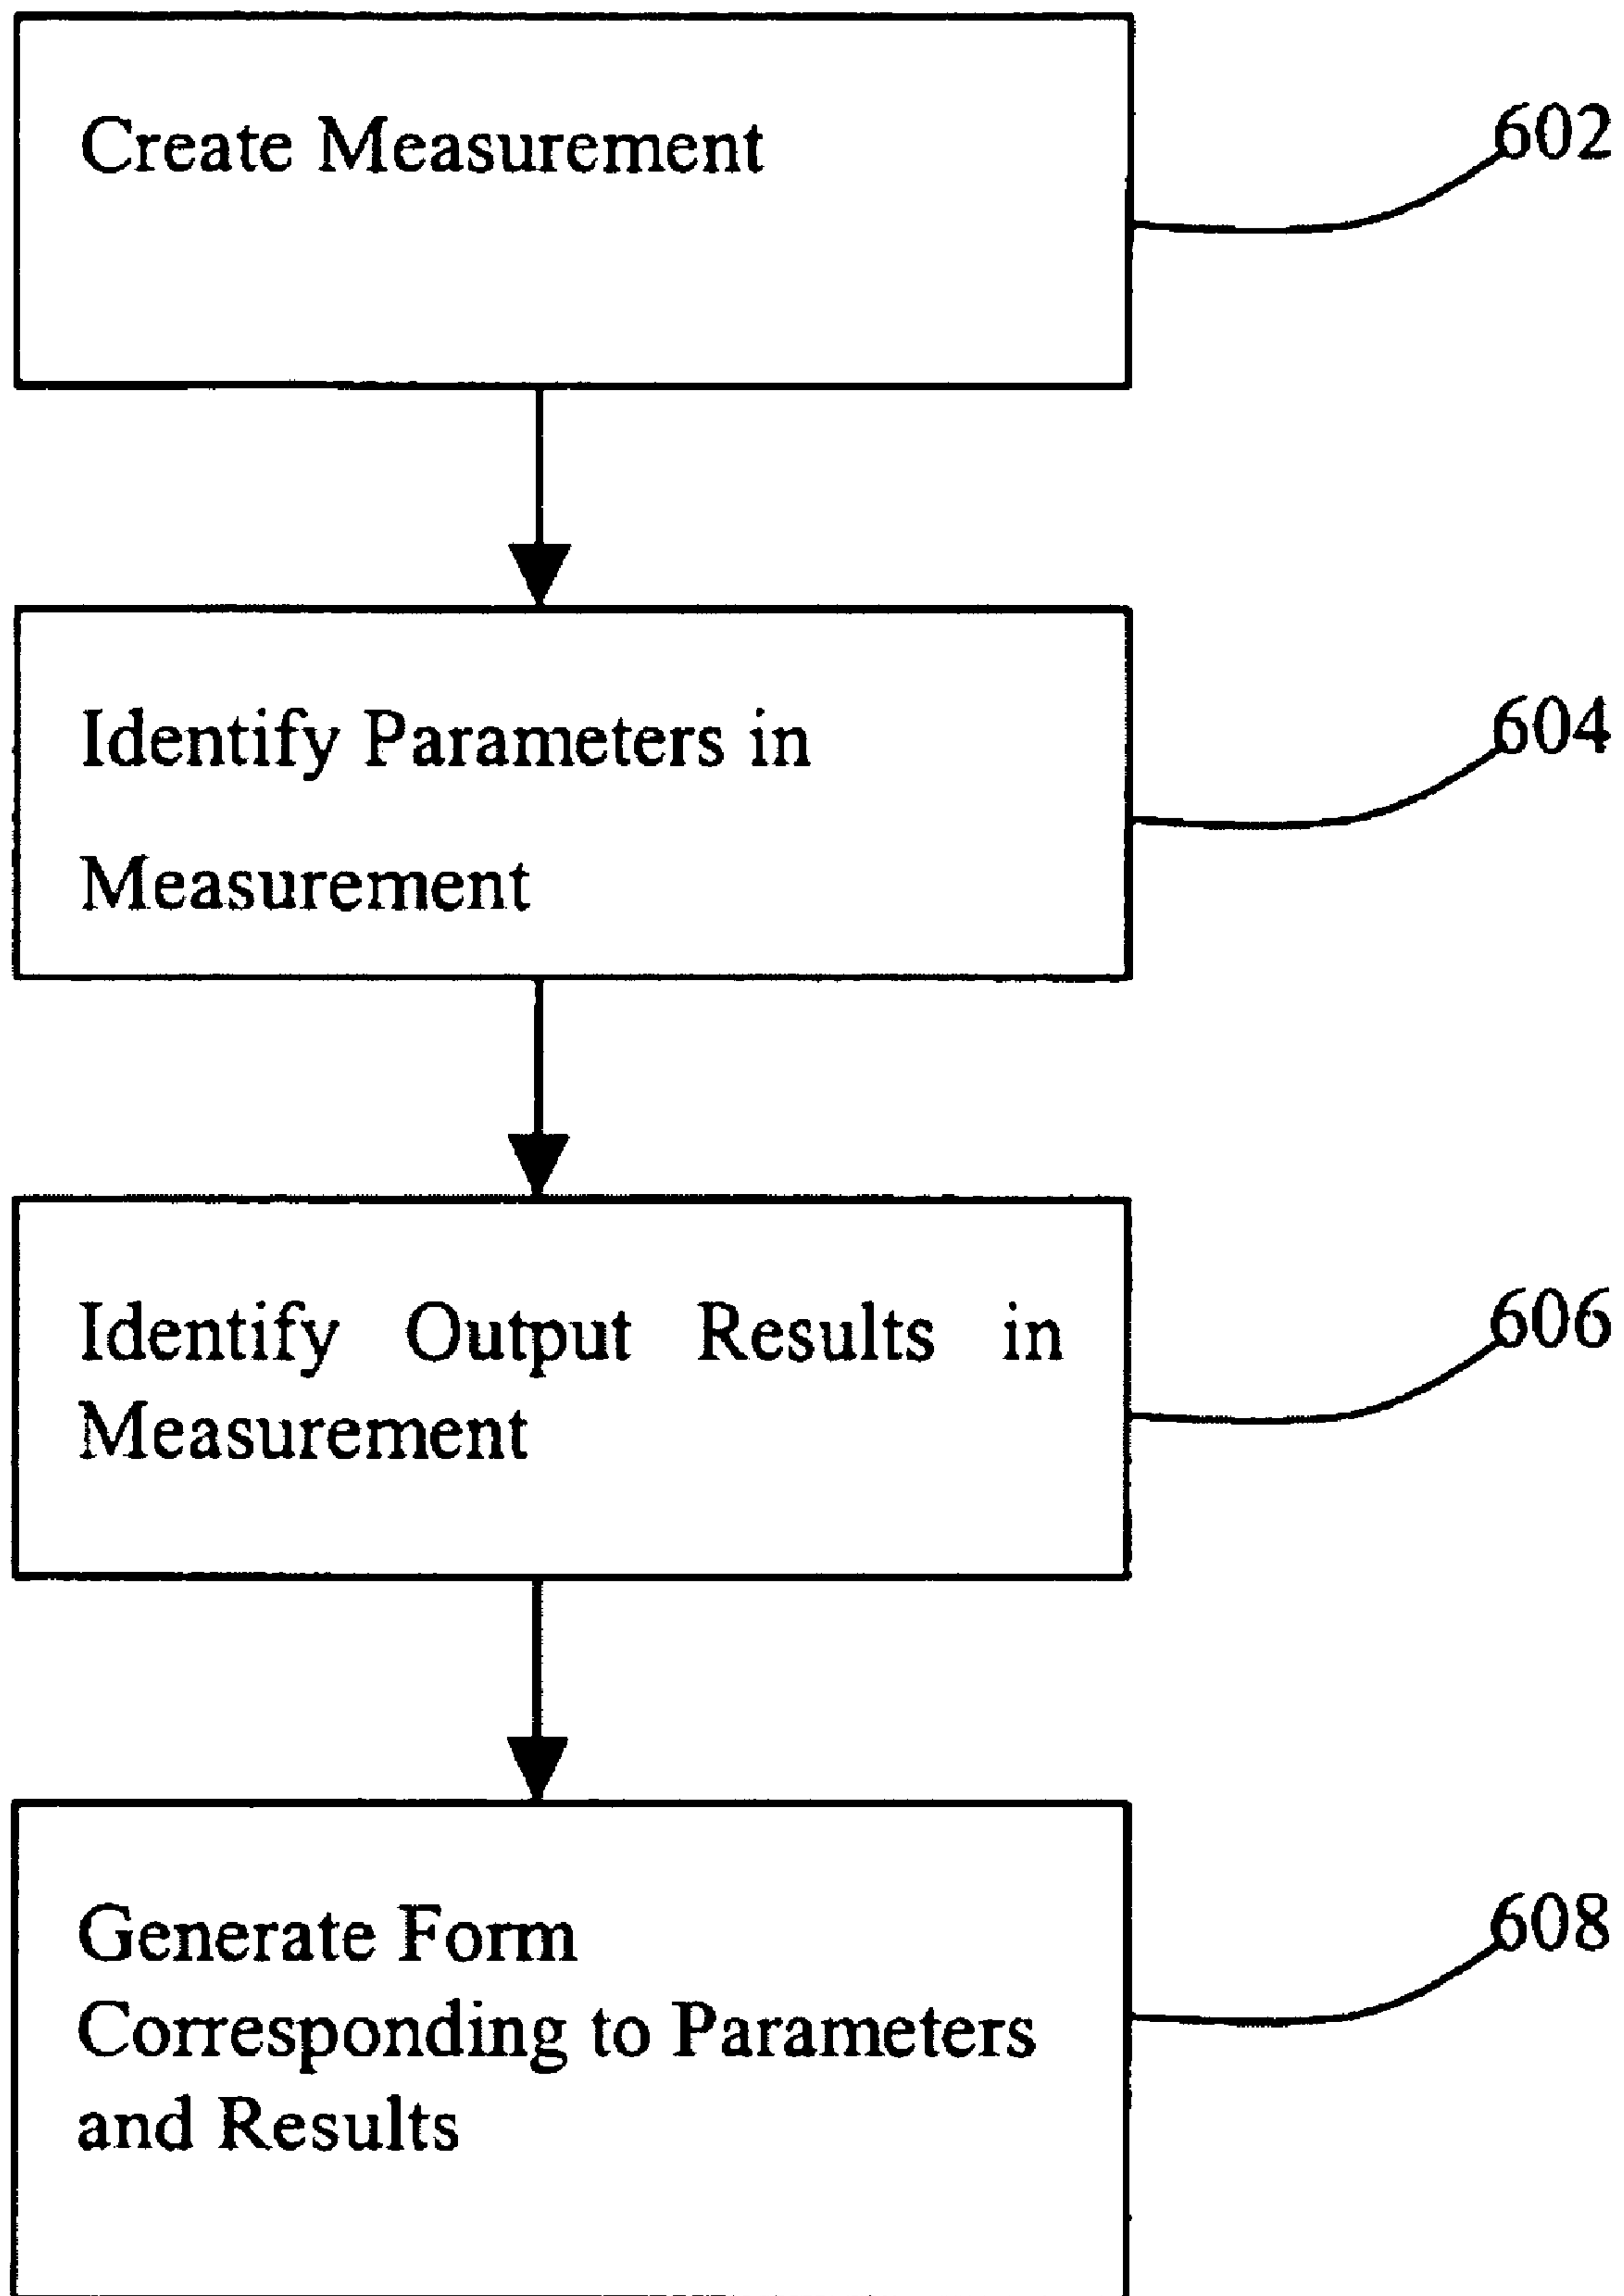 Create Measurement
602
Identify Parameters in
604
Measurement
Identify Output Results in
606
Measurement
Generate Form
608
Corresponding to Parameters
and Results